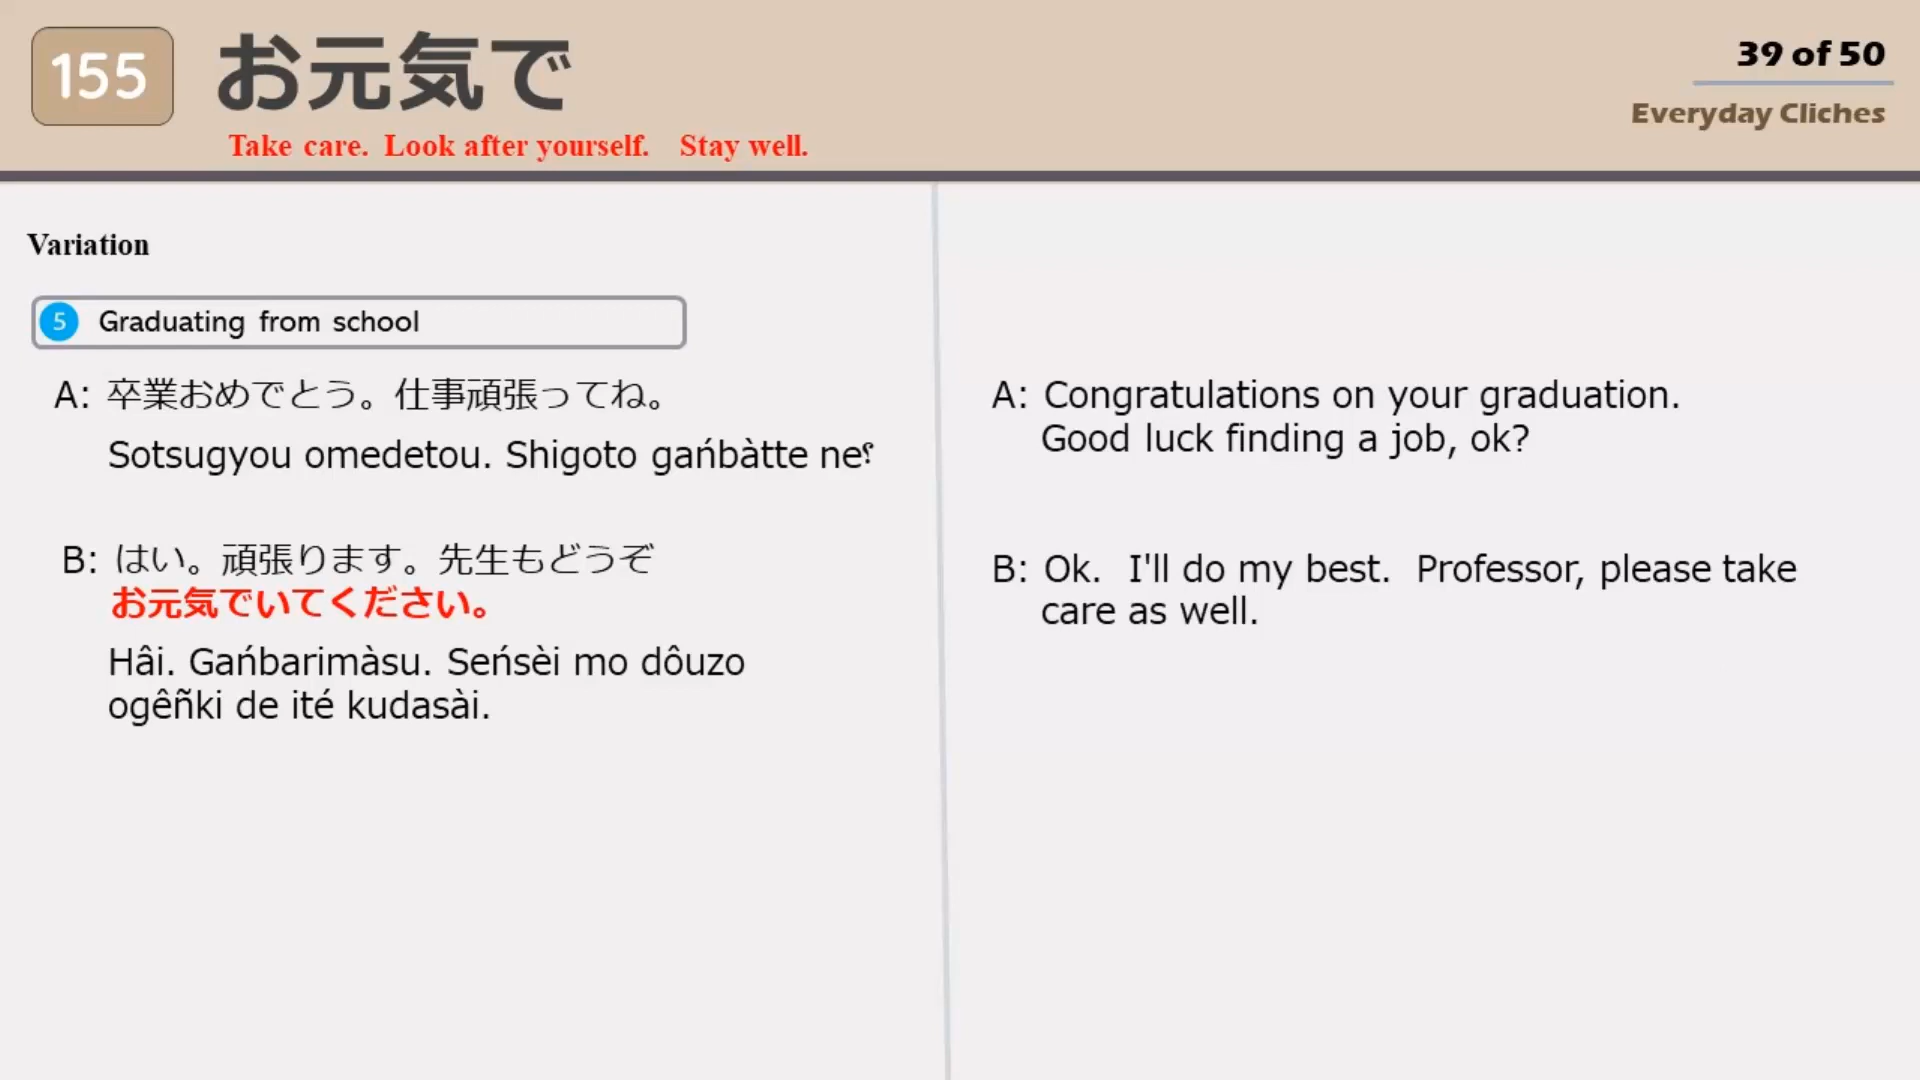 155
お元気で
Take care. Look after yourself. Stay well.
39 of 50
Everyday Cliches
Variation
5 Graduating from school
A: 卒業おめでとう。仕事頑張ってね。
Sotsugyou omedetou. Shigoto gańbàtte ne⸮
B: はい。頑張ります。先生もどうぞ
お元気でいてください。
Hâi. Gańbarimàsu. Seńsèi mo dôuzo
ogêñki de ité kudasài.
A: Congratulations on your graduation.
Good luck finding a job, ok?
B: Ok. I'll do my best. Professor, please take
care as well.